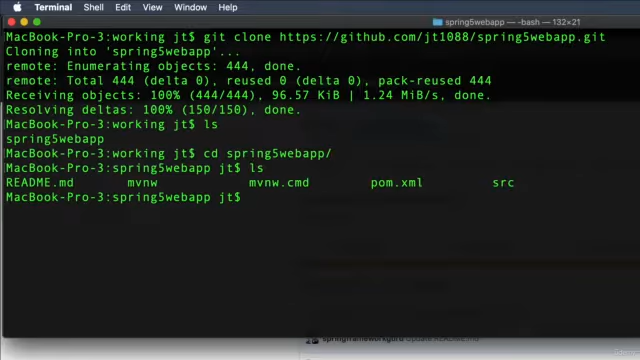 Terminal Shell Edit View Window Help
spring5webapp — -bash — 132×21
MacBook-Pro-3:working jt$ git clone https://github.com/jt1088/spring5webapp.git
Cloning into 'spring5webapp'...
remote: Enumerating objects: 444, done.
remote: Total 444 (delta 0), reused 0 (delta 0), pack-reused 444
Receiving objects: 100% (444/444), 96.57 KiB | 1.24 MiB/s, done.
Resolving deltas: 100% (150/150), done.
MacBook-Pro-3:working jt$ ls
spring5webapp
MacBook-Pro-3:working jt$ cd spring5webapp/
MacBook-Pro-3:spring5webapp jt$ ls
README.md mvnw mvnw.cmd pom.xml src
MacBook-Pro-3:spring5webapp jt$
springframeworkguru